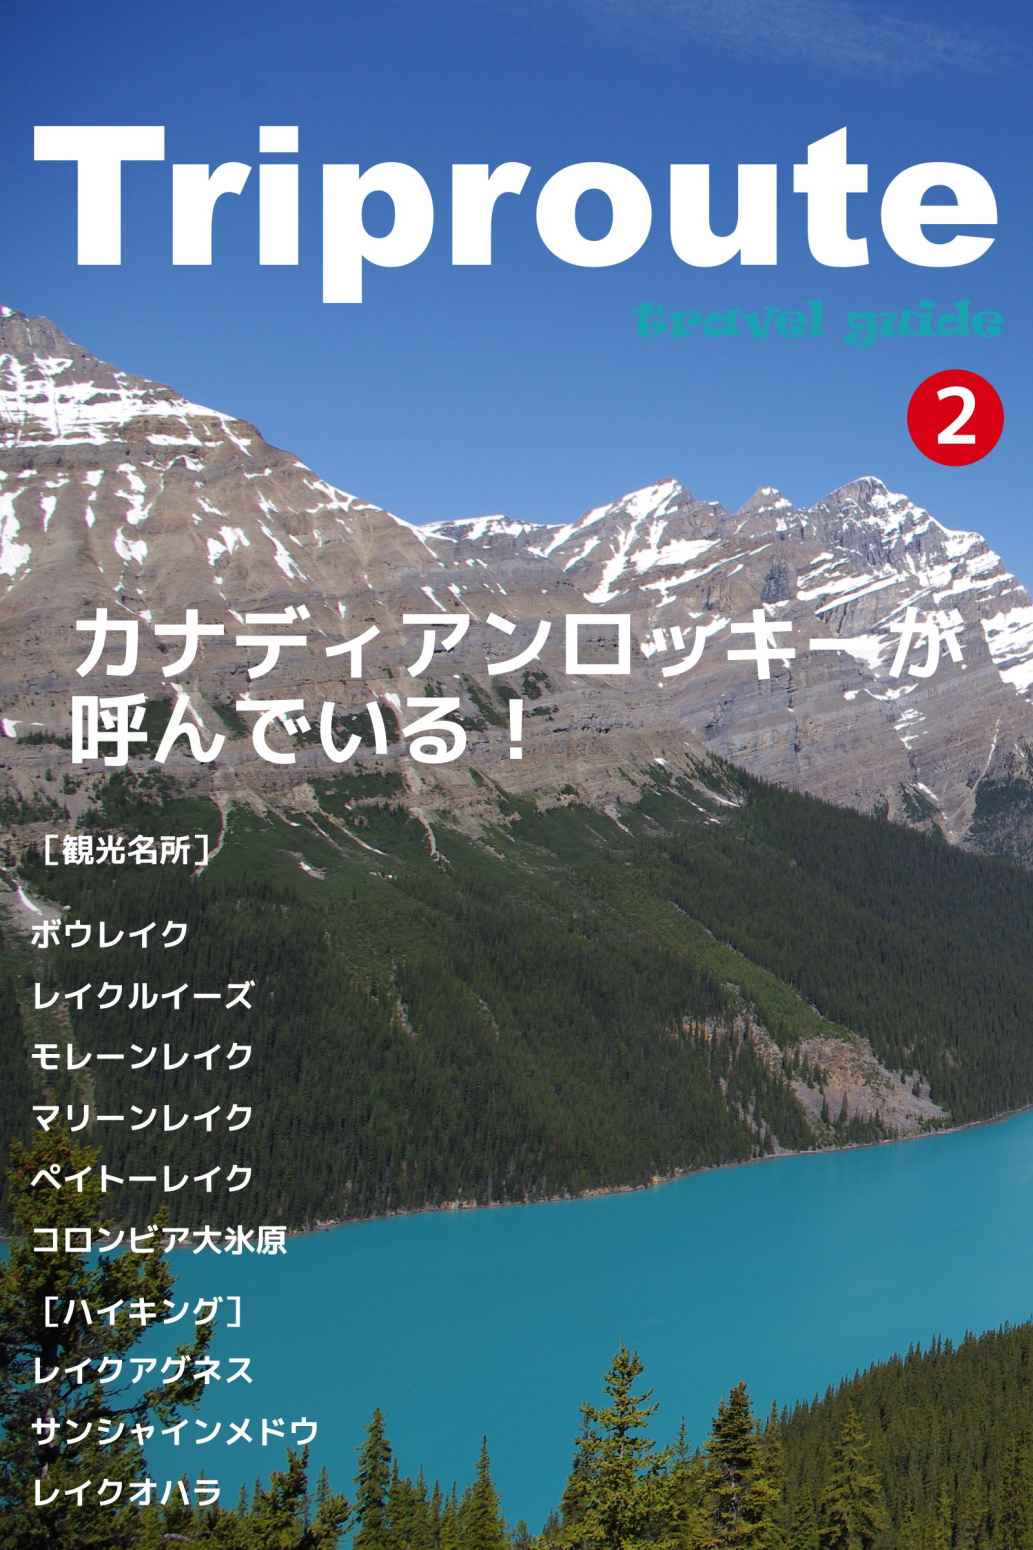 Triproute
travel guide
2
カナディアンロッキーが
呼んでいる！
［観光名所］
ボウレイク
レイクルイーズ
モレーンレイク
マリーンレイク
ペイトーレイク
コロンビア大氷原
［ハイキング］
レイクアグネス
サンシャインメドウ
レイクオハラ